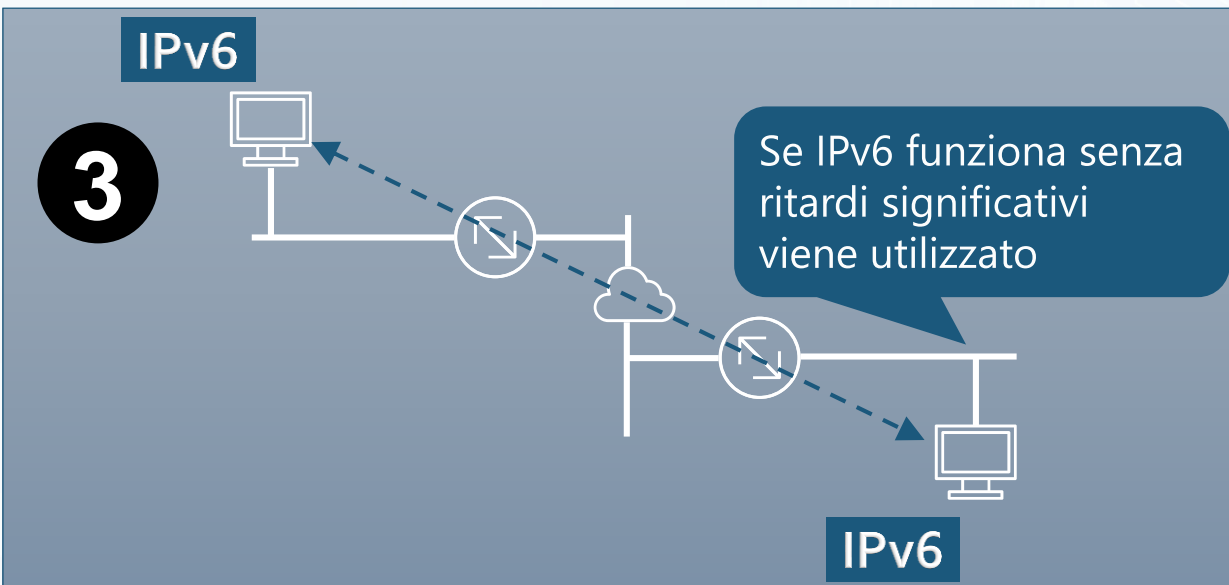 IPv6
3
Se IPv6 funziona senza
ritardi significativi
viene utilizzato
IPv6